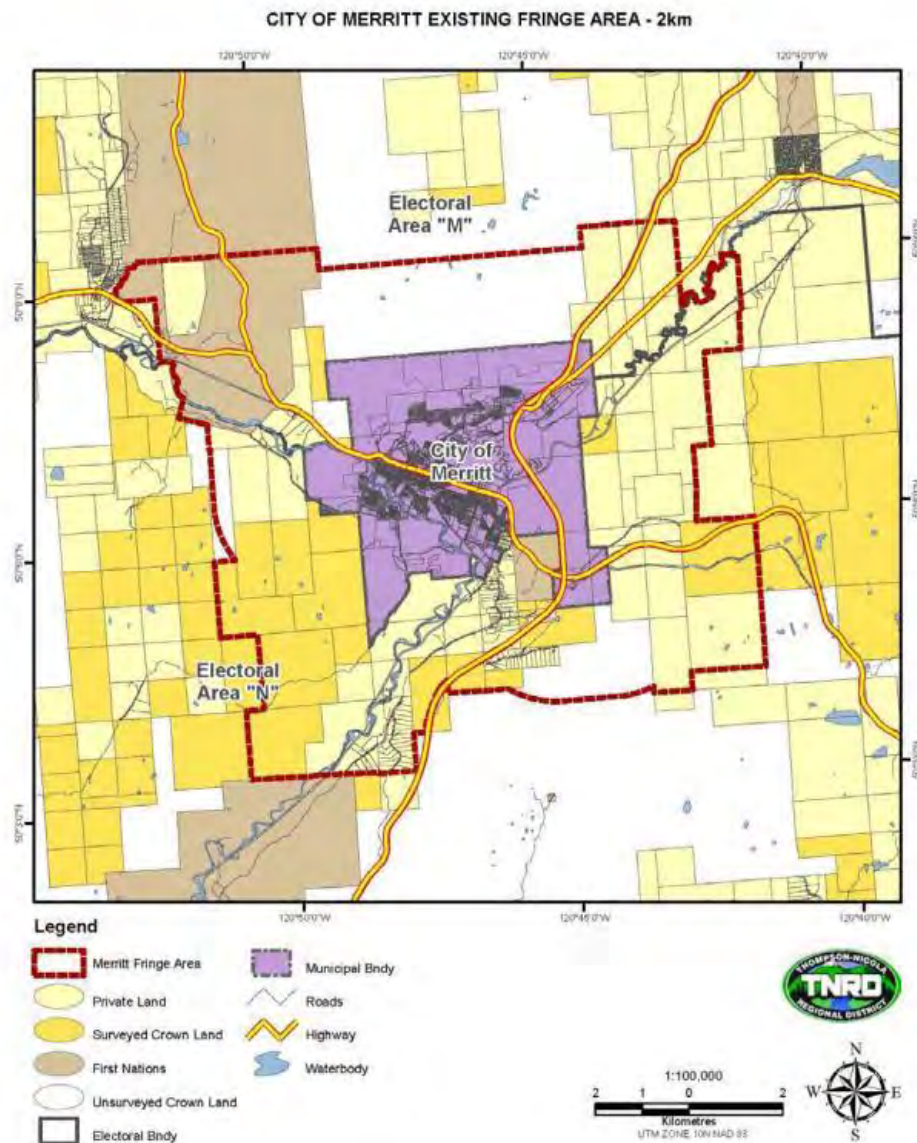 CITY OF MERRITT EXISTING FRINGE AREA - 2km
120°50'0"W
120°45'0"W
120°40'0"W
Electoral
Area "M"
City of
Merritt
Electoral
Area "N"
50°3'0"N
120°50'0"W
120°45'0"W
120°40'0"W
Legend
Merritt Fringe Area
Private Land
Surveyed Crown Land
First Nations
Unsurveyed Crown Land
Electoral Bndy
Municipal Bndy
Roads
Highway
Waterbody
THOMPSON-NICOLA
TNRD
REGIONAL DISTRICT
1:100,000
2 1 0 2
Kilometres
UTM ZONE 10N NAD 83
N
W E
S